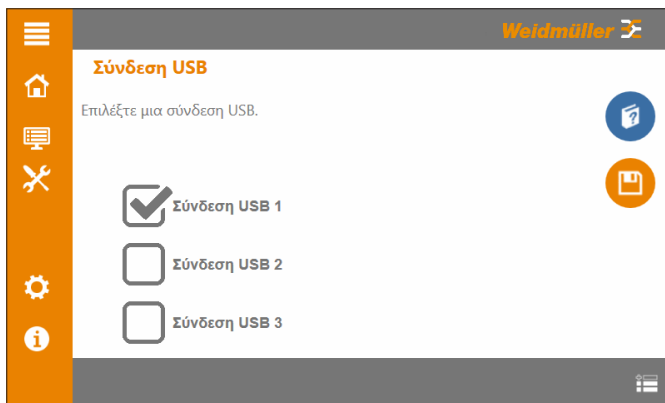 Weidmüller
Σύνδεση USB
Επιλέξτε μια σύνδεση USB.
Σύνδεση USB 1
Σύνδεση USB 2
Σύνδεση USB 3